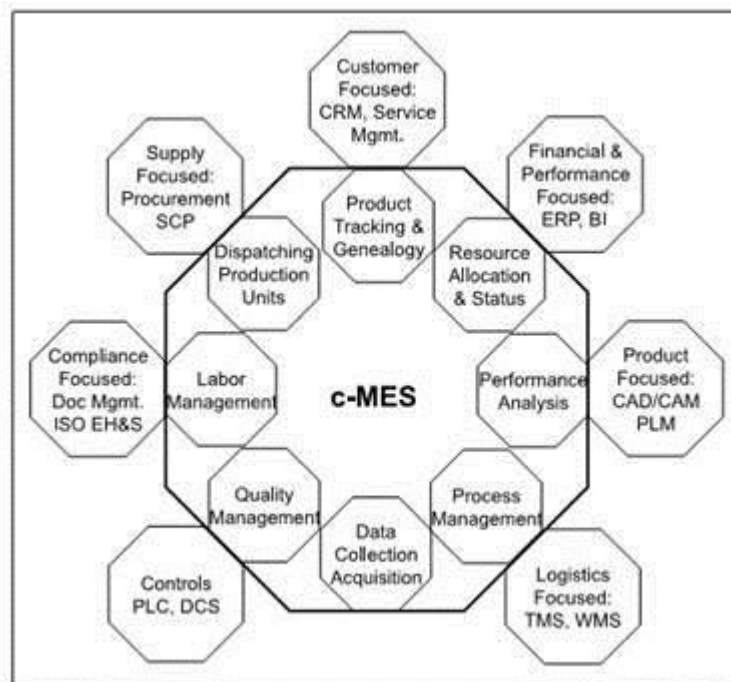 Customer
Focused:
CRM, Service
Mgmt.
Supply
Focused:
Procurement
SCP
Financial &
Performance
Focused:
ERP, BI
Product
Tracking &
Genealogy
Dispatching
Production
Units
Resource
Allocation
& Status
Compliance
Focused:
Doc Mgmt.
ISO EH&S
Labor
Management
c-MES
Performance
Analysis
Product
Focused:
CAD/CAM
PLM
Quality
Management
Process
Management
Data
Collection
Acquisition
Controls
PLC, DCS
Logistics
Focused:
TMS, WMS